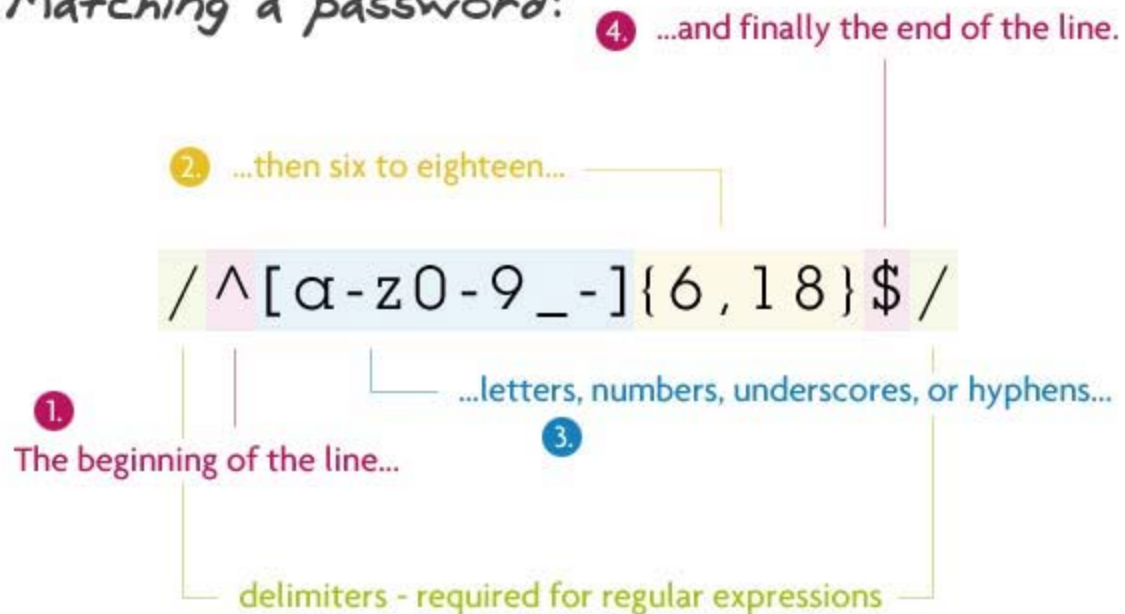 Matching a password:
4. ...and finally the end of the line.
2. ...then six to eighteen...
/^[a-z0-9_-]{6,18}$/
...letters, numbers, underscores, or hyphens...
1.
3.
The beginning of the line...
delimiters - required for regular expressions